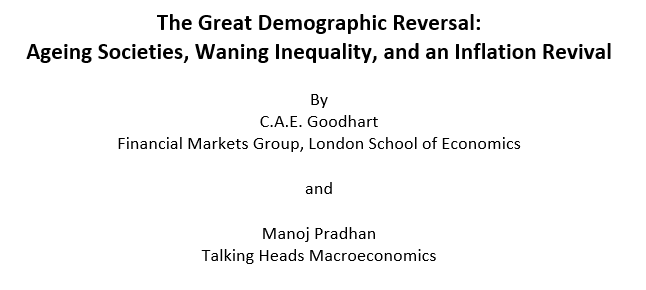 The Great Demographic Reversal:
Ageing Societies, Waning Inequality, and an Inflation Revival
By
C.A.E. Goodhart
Financial Markets Group, London School of Economics
and
Manoj Pradhan
Talking Heads Macroeconomics